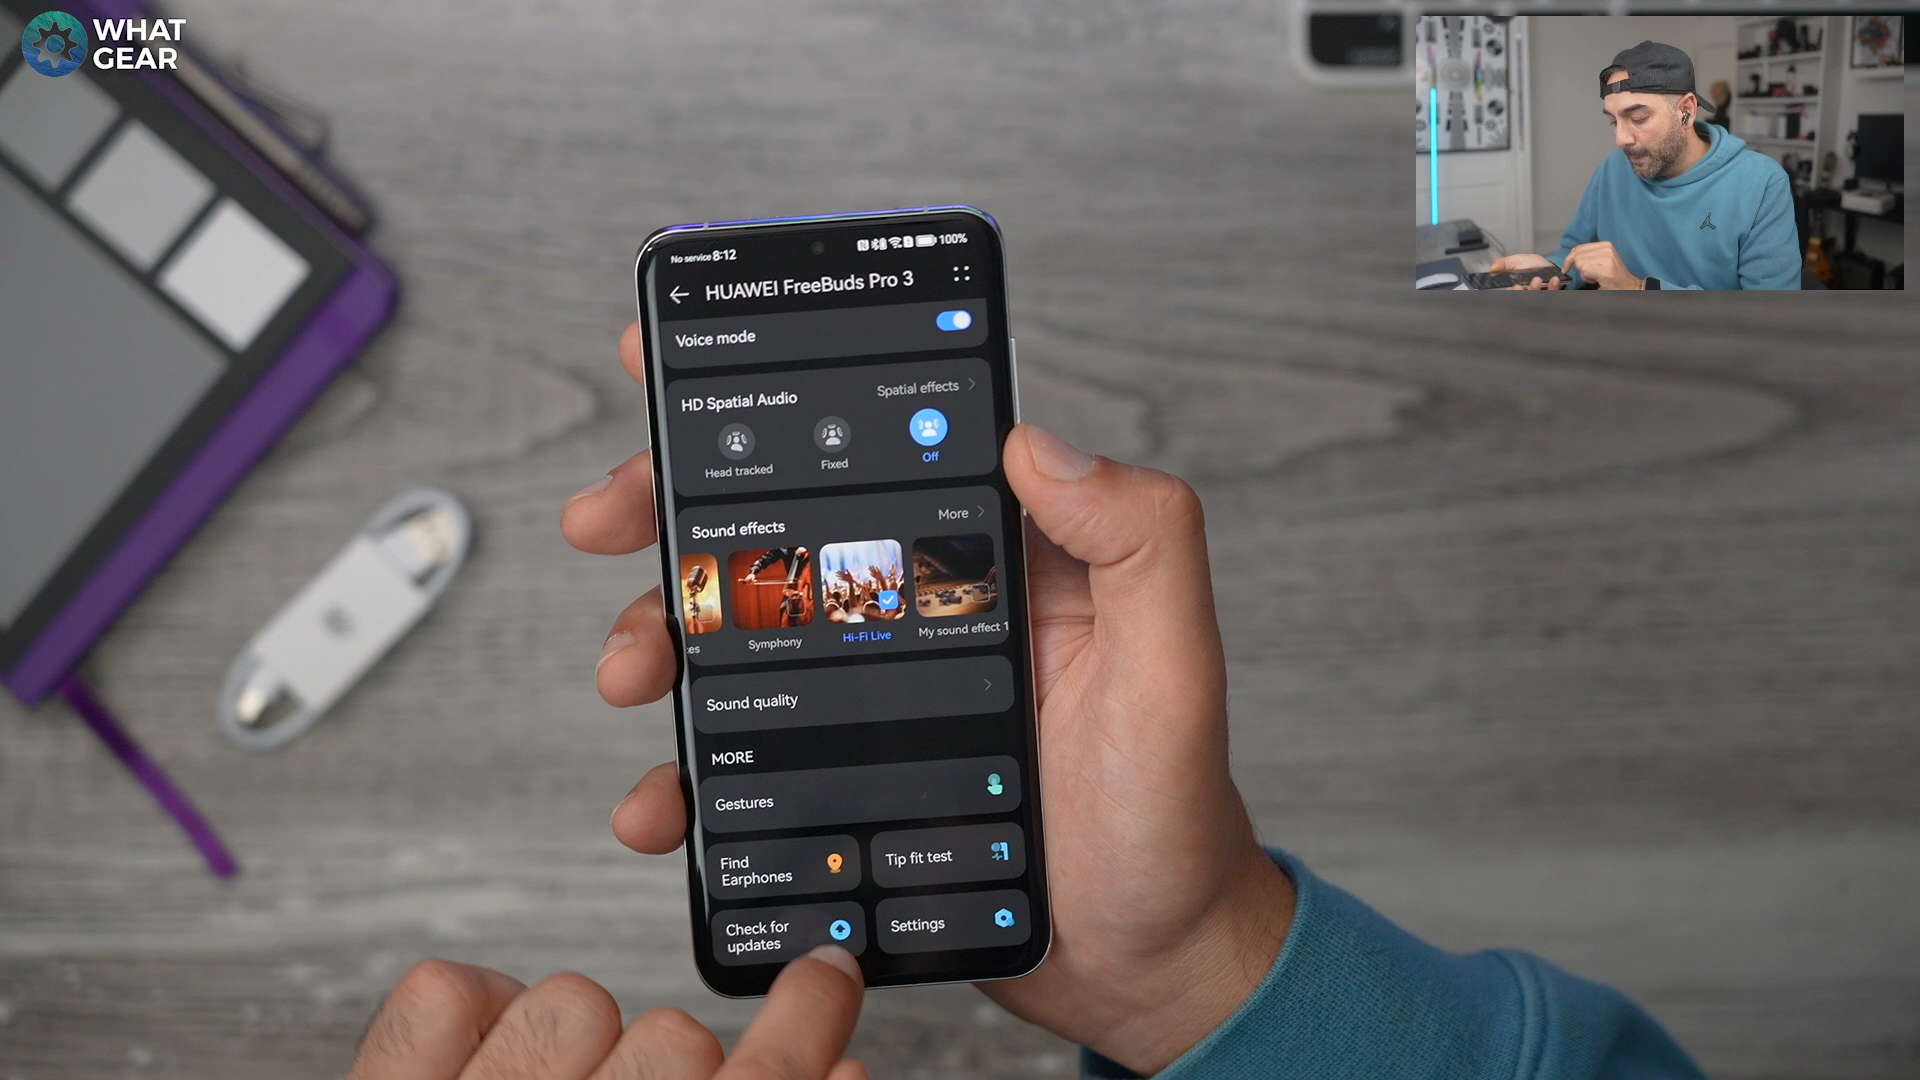 WHAT
GEAR
No service 8:12
100%
HUAWEI FreeBuds Pro 3
Voice mode
HD Spatial Audio
Spatial effects
Head tracked
Fixed
Off
Sound effects
More
es
Symphony
Hi-Fi Live
My sound effect 1
Sound quality
MORE
Gestures
Find
Earphones
Tip fit test
Check for
updates
Settings